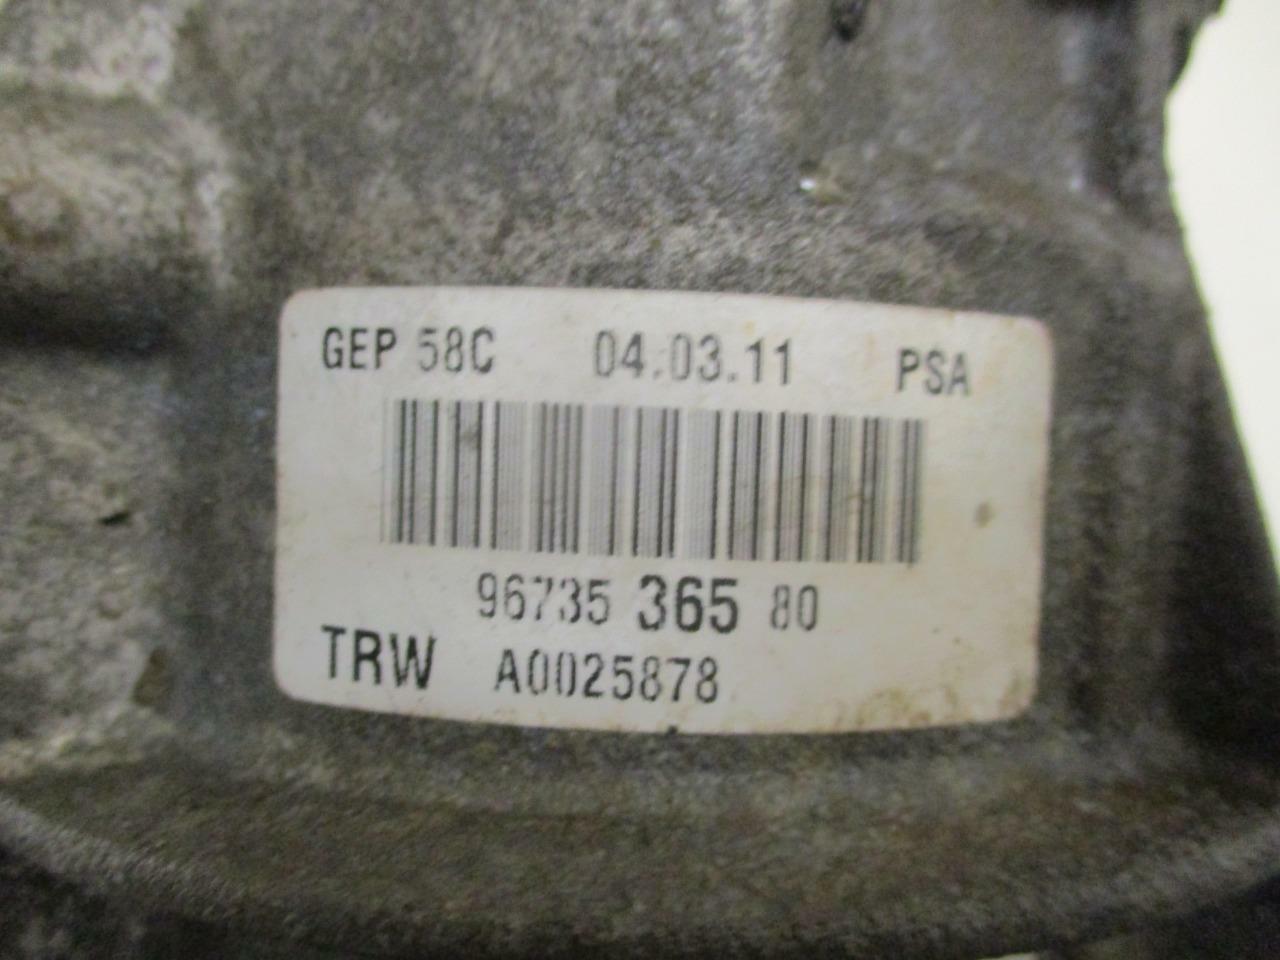 GEP 58C 04.03.11 PSA
96735 365 80
TRW A0025878